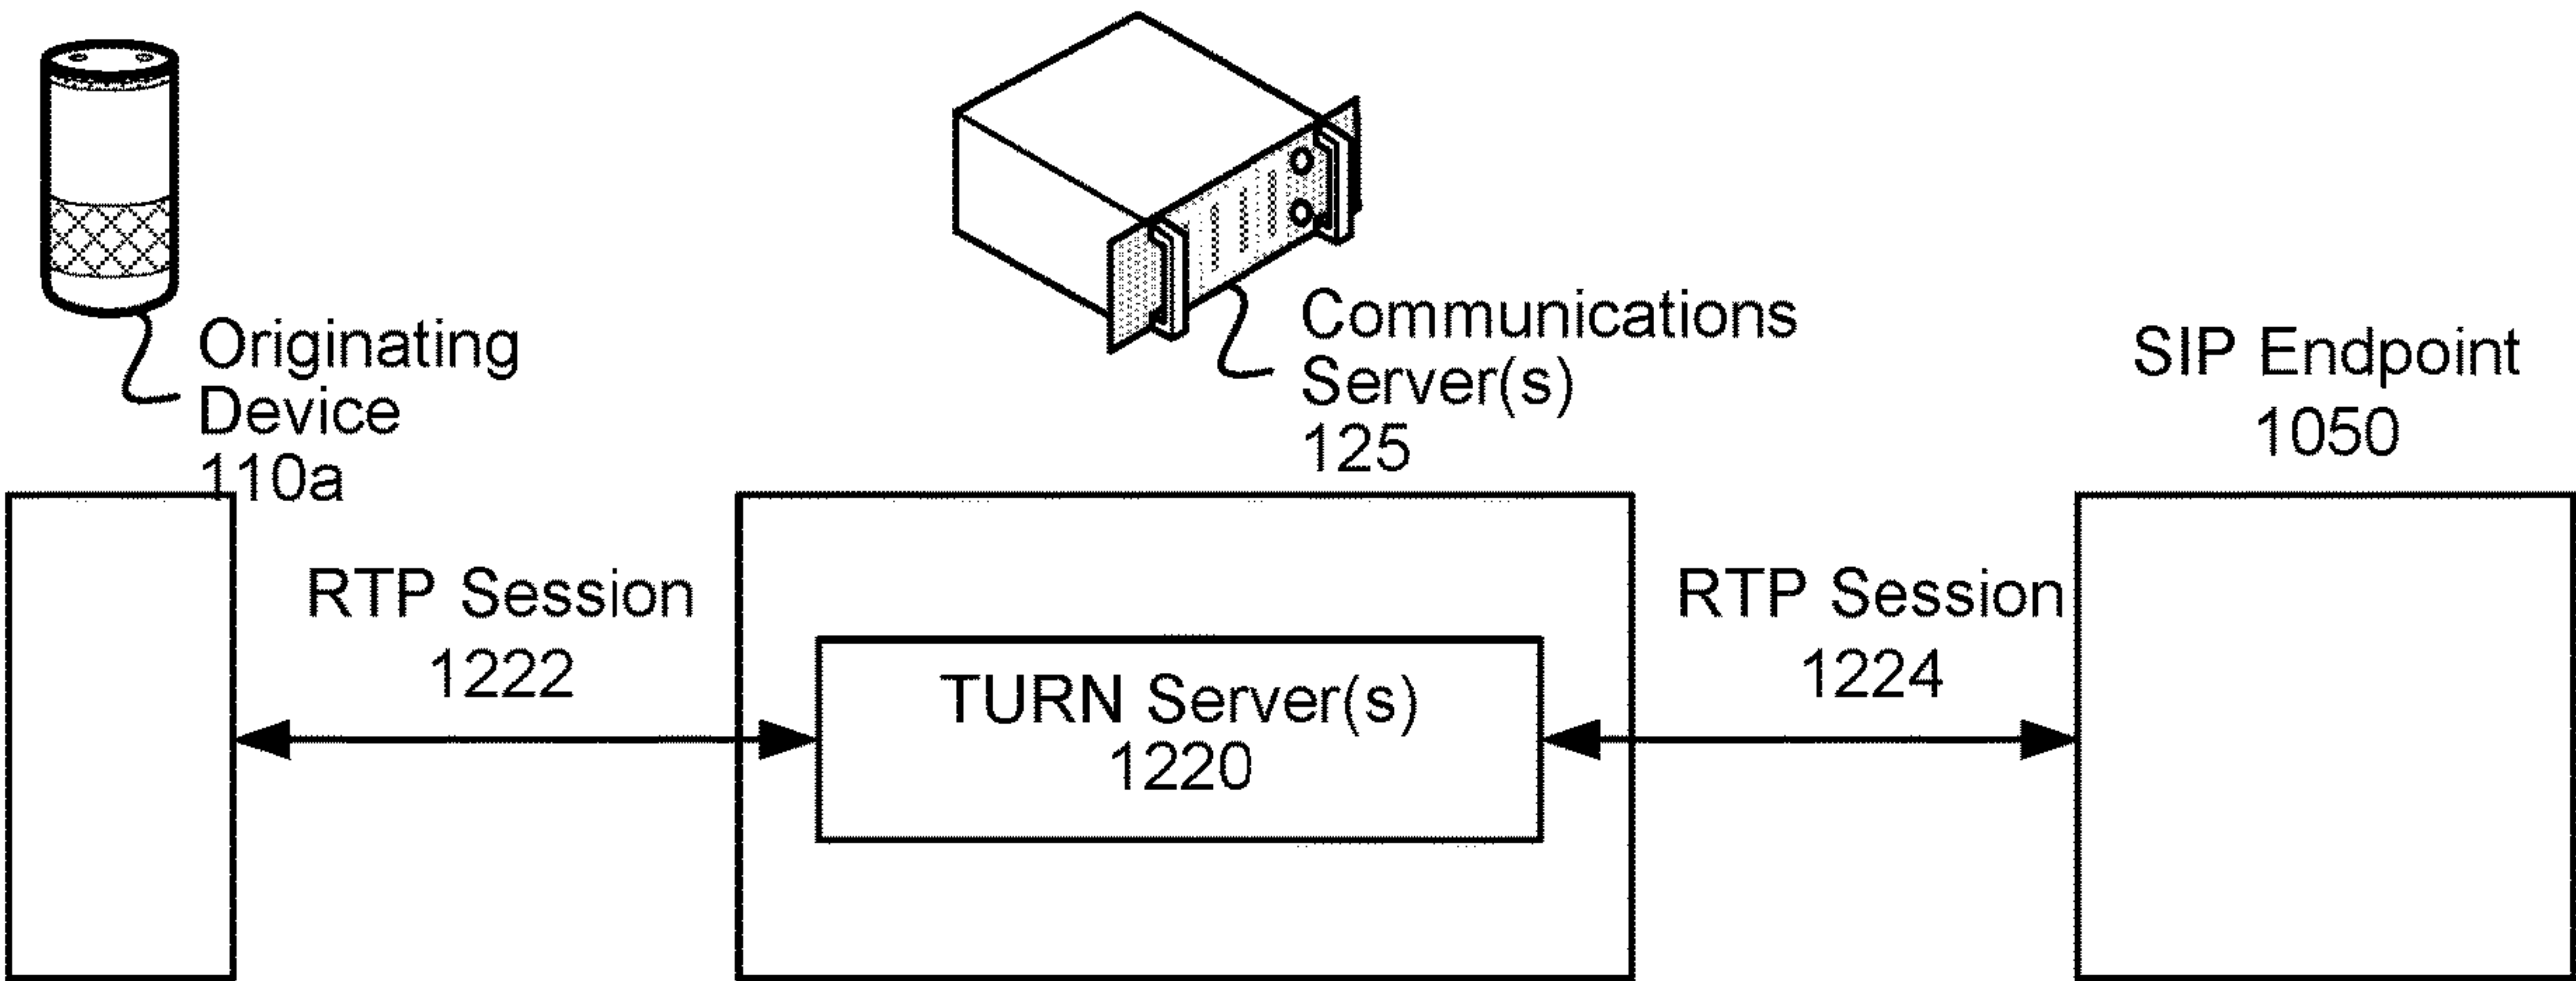 Originating
Device
110a
Communications
Server(s)
125
SIP Endpoint
1050
RTP Session
1222
TURN Server(s)
1220
RTP Session
1224